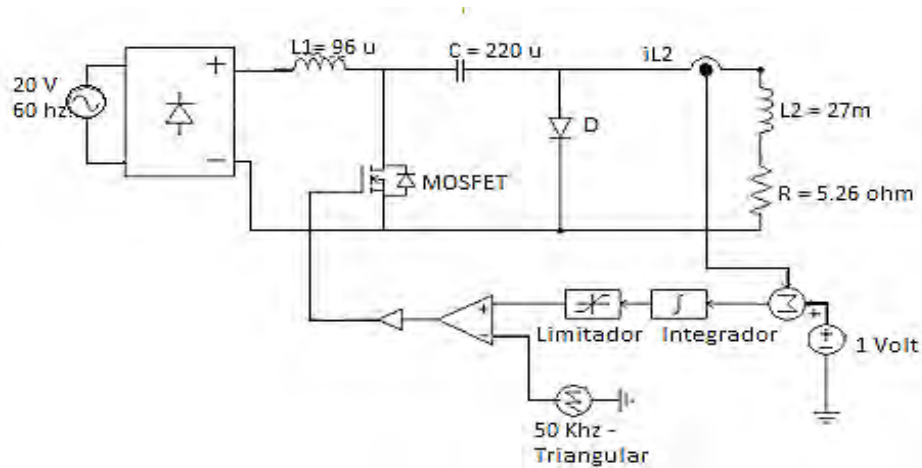 L1= 96 u
C = 220 u
iL2
20 V
60 hz
+
−
D
L2 = 27m
MOSFET
R = 5.26 ohm
+
−
Limitador
Integrador
Σ
+
+
−
1 Volt
50 Khz -
Triangular